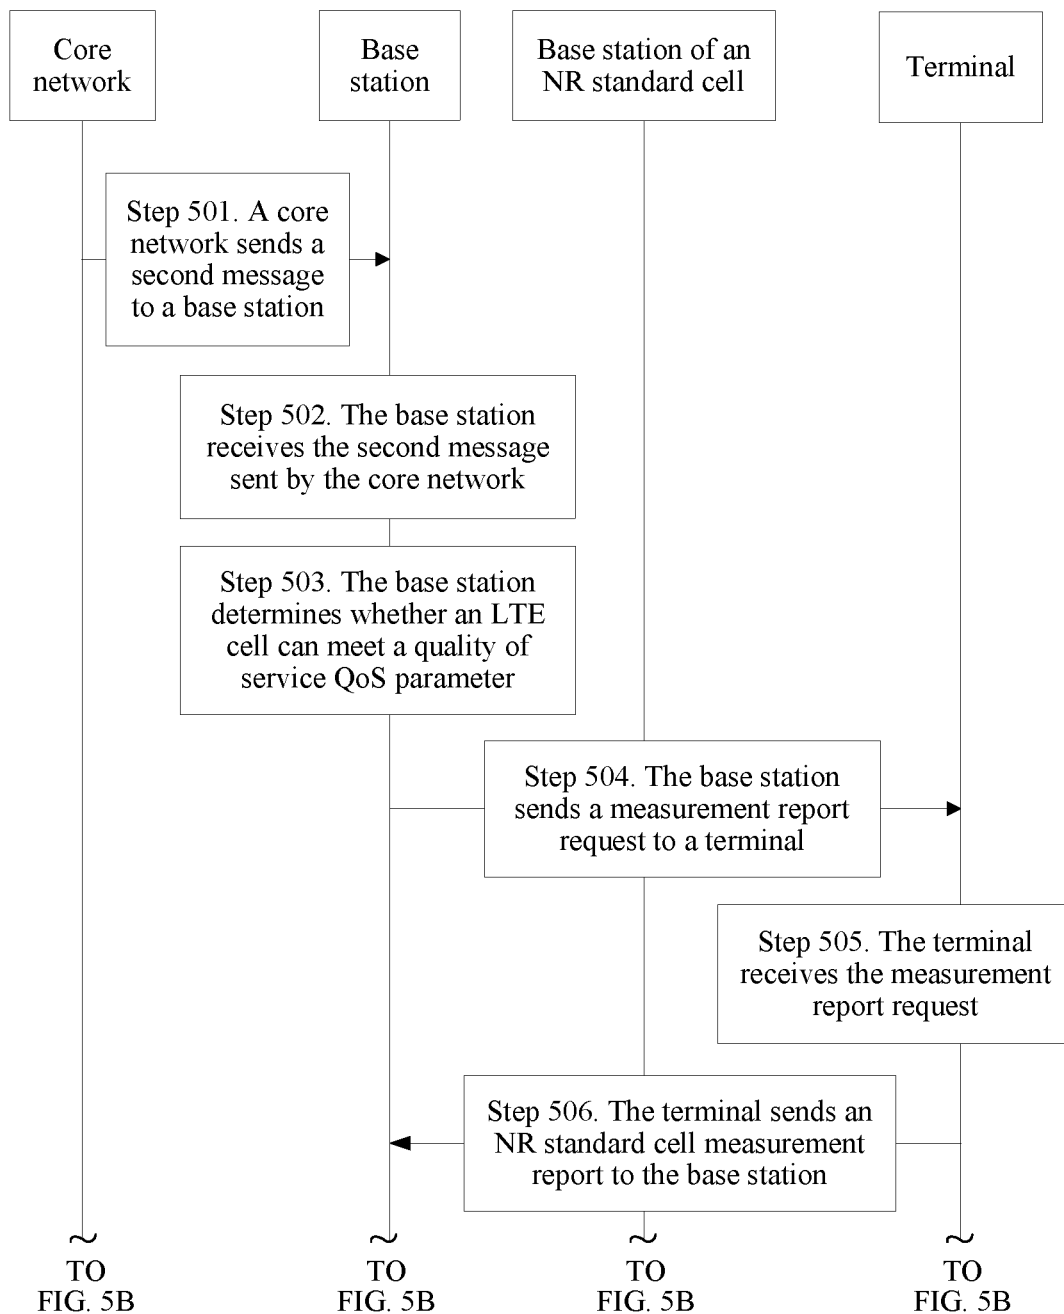 Core
network
Base
station
Base station of an
NR standard cell
Terminal
Step 501. A core
network sends a
second message
to a base station
Step 502. The base station
receives the second message
sent by the core network
Step 503. The base station
determines whether an LTE
cell can meet a quality of
service QoS parameter
Step 504. The base station
sends a measurement report
request to a terminal
Step 505. The terminal
receives the measurement
report request
Step 506. The terminal sends an
NR standard cell measurement
report to the base station
TO
FIG. 5B
TO
FIG. 5B
TO
FIG. 5B
TO
FIG. 5B